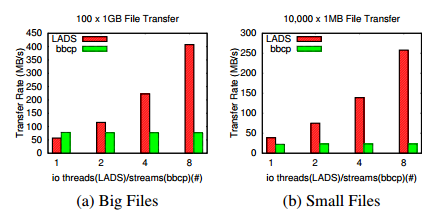 100 x 1GB File Transfer
Transfer Rate (MB/s)
450
400
350
300
250
200
150
100
50
0
LADS
bbcp
1 2 4 8
io threads(LADS)/streams(bbcp)(#)
(a) Big Files
10,000 x 1MB File Transfer
Transfer Rate (MB/s)
300
250
200
150
100
50
0
LADS
bbcp
1 2 4 8
io threads(LADS)/streams(bbcp)(#)
(b) Small Files